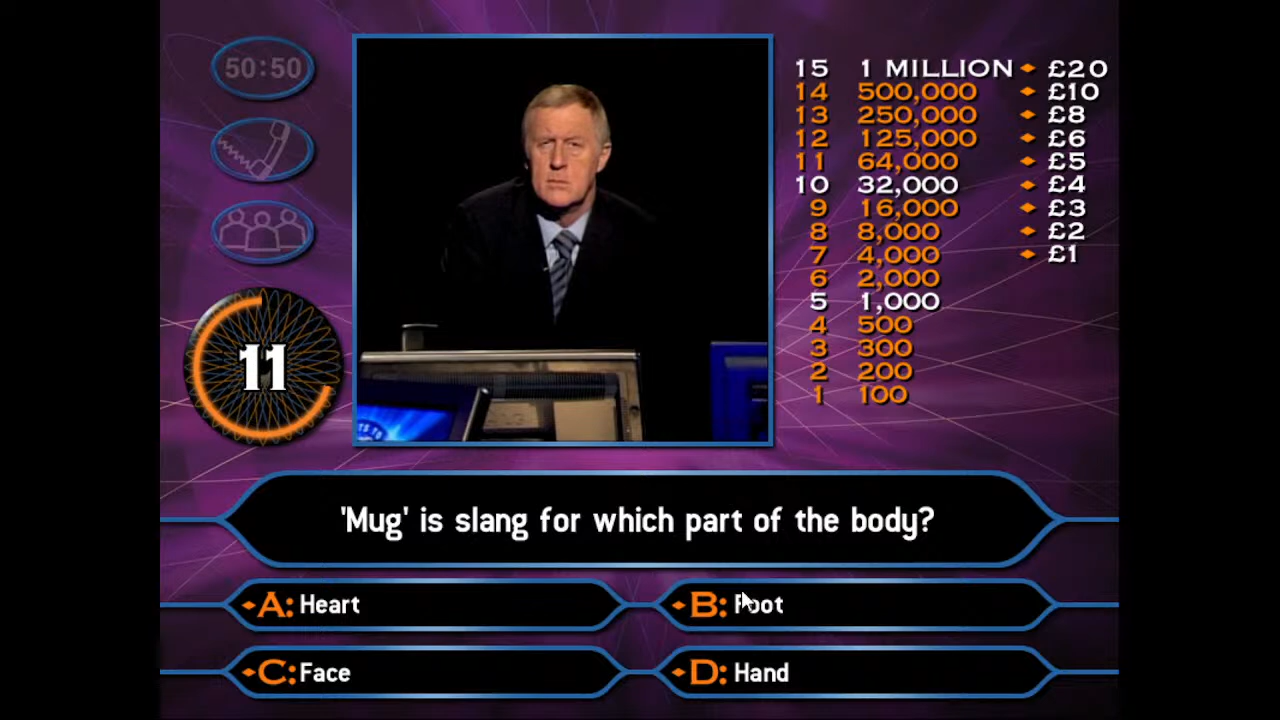 50:50
15 1 MILLION £20
14 500,000 £10
13 250,000 £8
12 125,000 £6
11 64,000 £5
10 32,000 £4
9 16,000 £3
8 8,000 £2
7 4,000 £1
6 2,000
5 1,000
4 500
3 300
2 200
1 100
11
'Mug' is slang for which part of the body?
A: Heart
B: Foot
C: Face
D: Hand